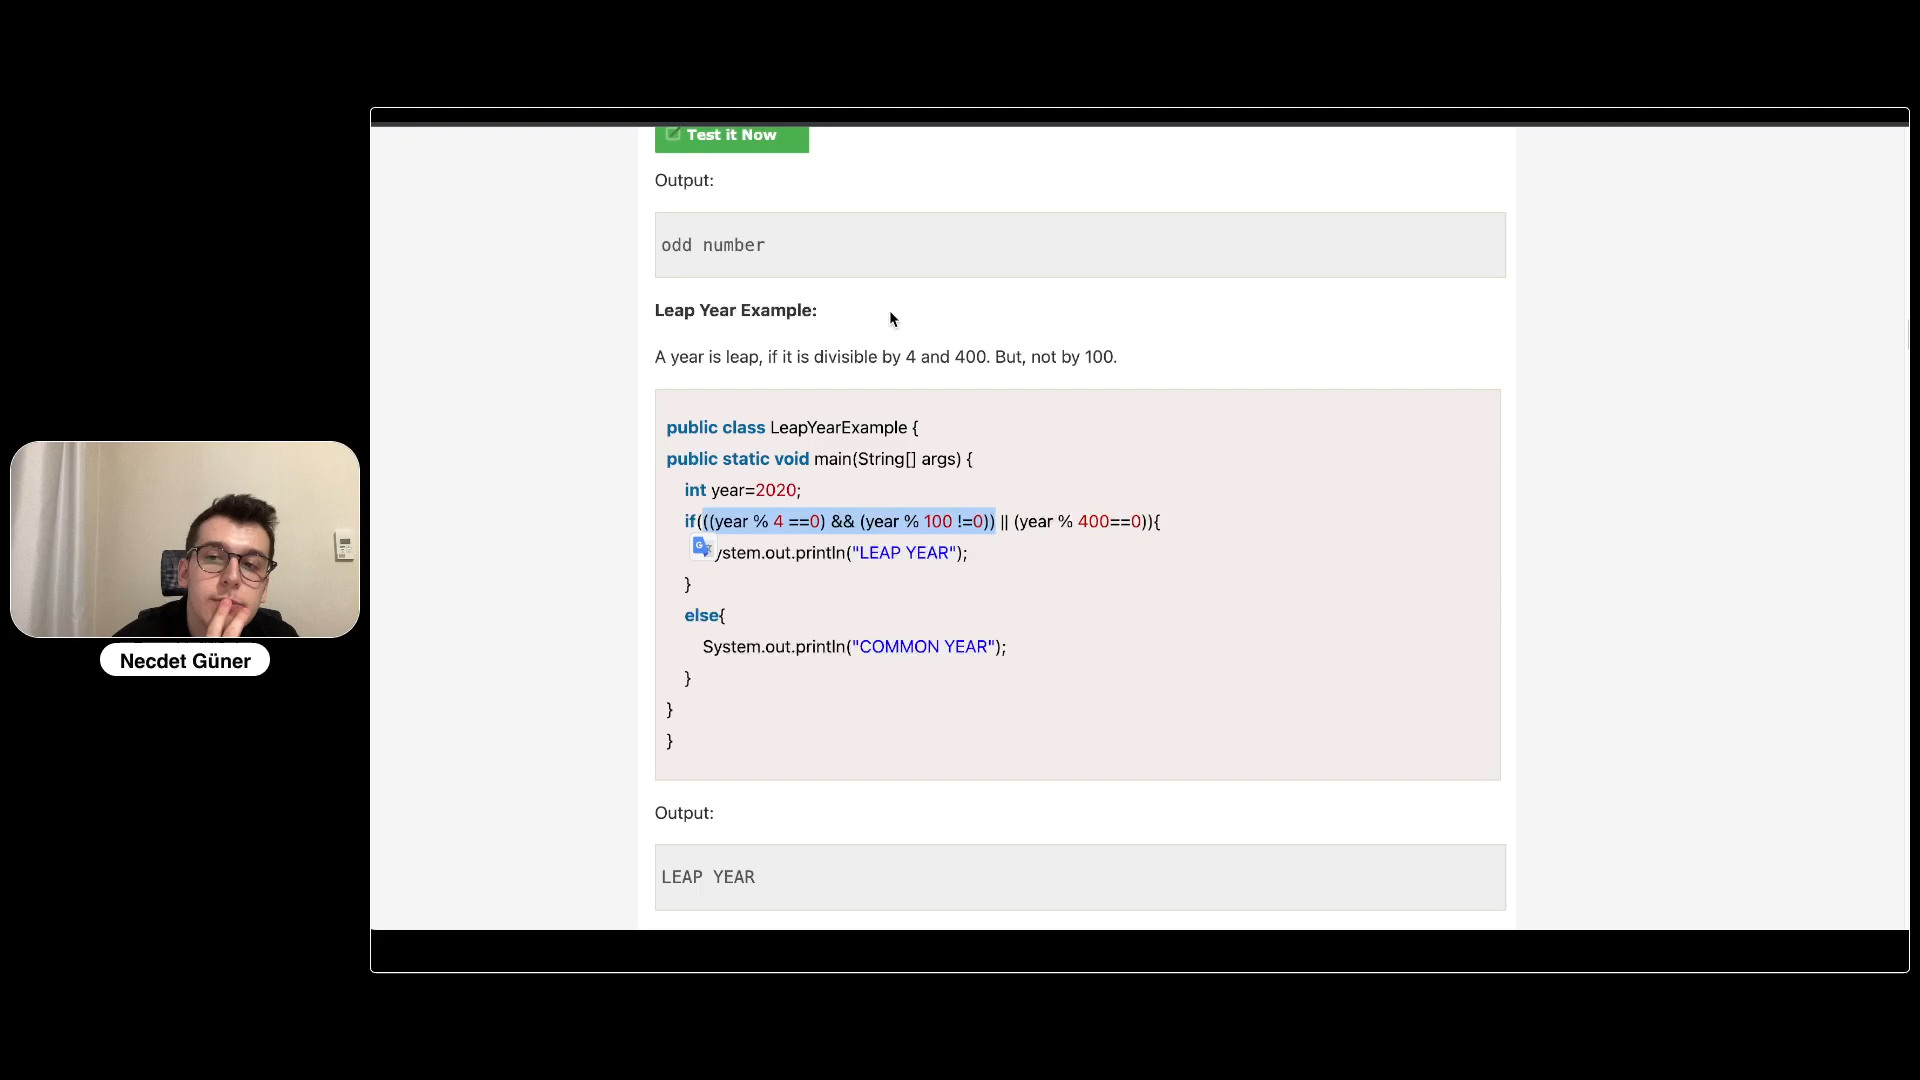 Test it Now
Output:
odd number
Leap Year Example:
A year is leap, if it is divisible by 4 and 400. But, not by 100.
public class LeapYearExample {
public static void main(String[] args) {
int year=2020;
if(((year % 4 ==0) && (year % 100 !=0)) || (year % 400==0)){
ystem.out.println("LEAP YEAR");
}
else{
System.out.println("COMMON YEAR");
}
}
}
Output:
LEAP YEAR
Necdet Güner